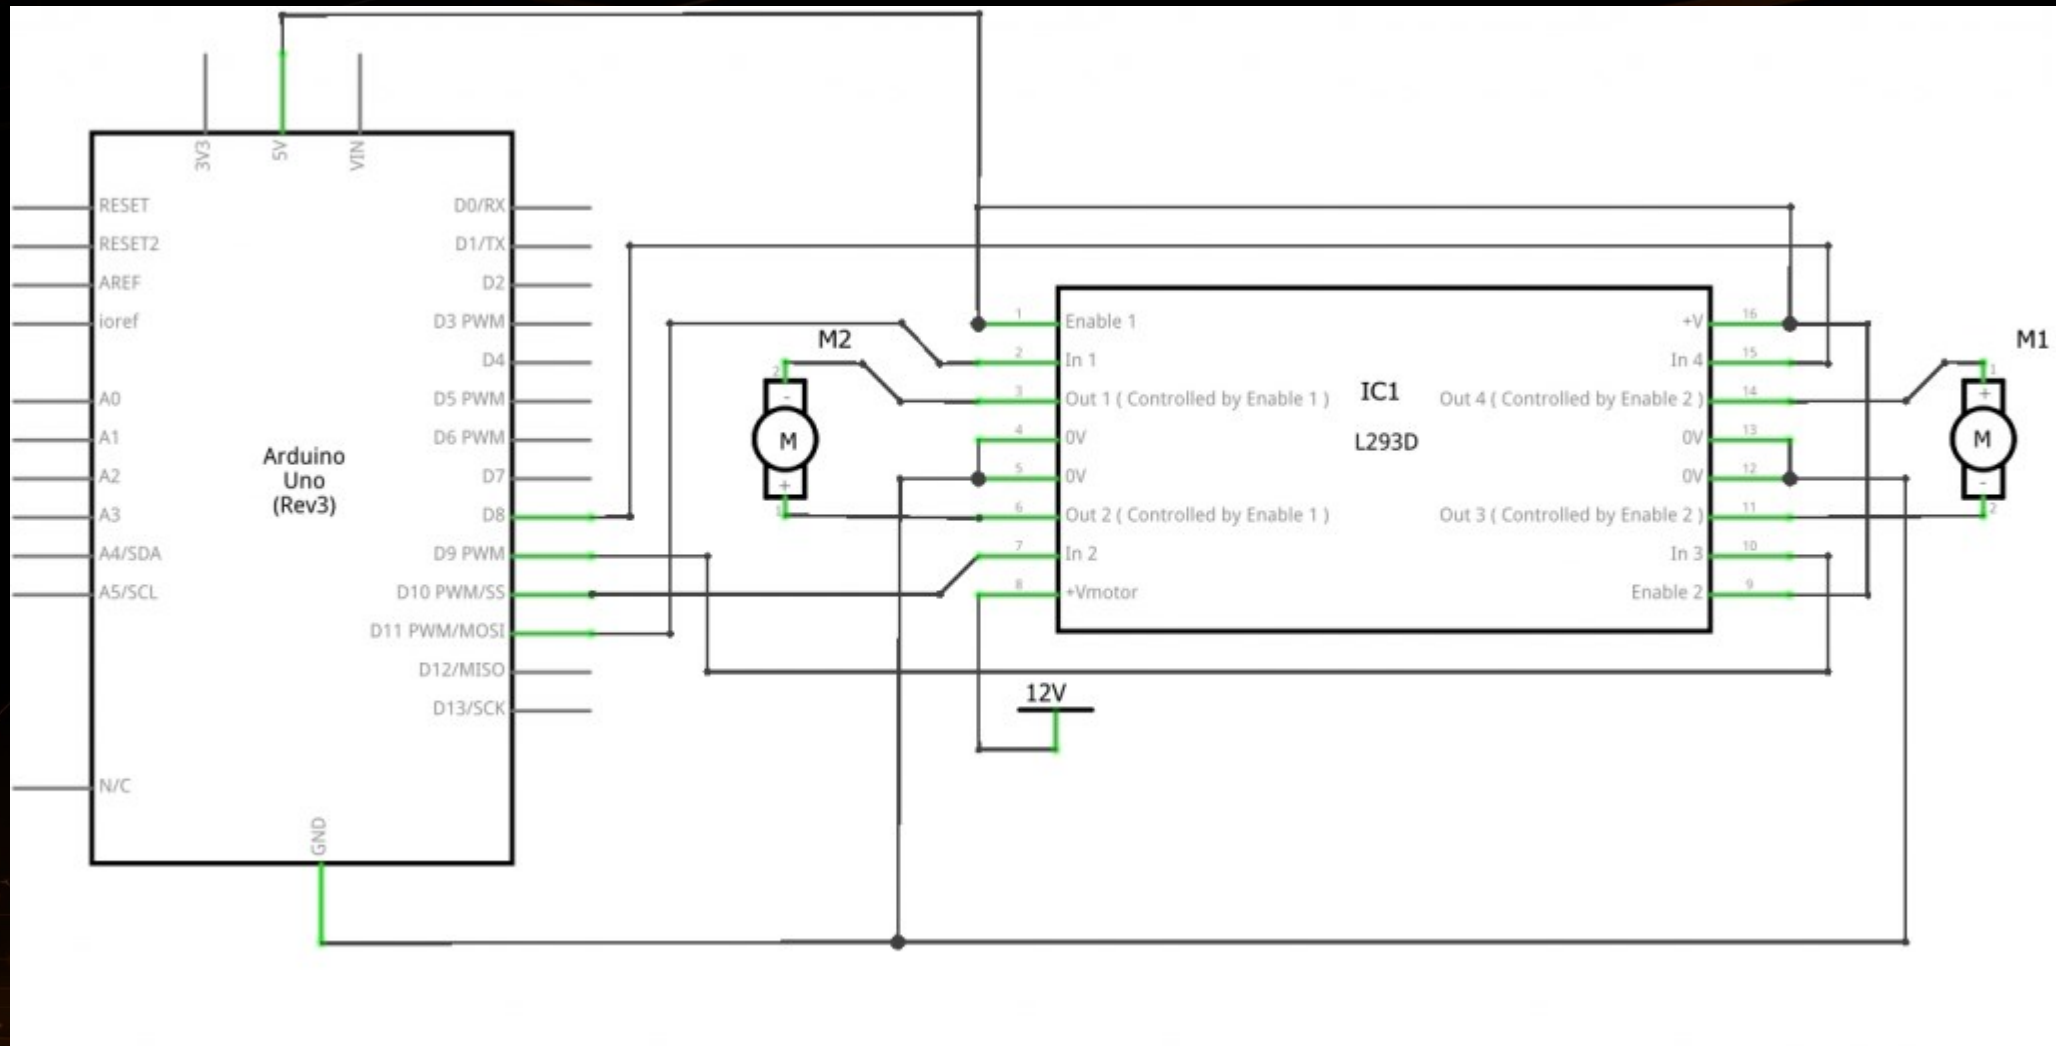 3V3
5V
VIN
RESET
RESET2
AREF
ioref
A0
A1
A2
A3
A4/SDA
A5/SCL
N/C
Arduino
Uno
(Rev3)
D0/RX
D1/TX
D2
D3 PWM
D4
D5 PWM
D6 PWM
D7
D8
D9 PWM
D10 PWM/SS
D11 PWM/MOSI
D12/MISO
D13/SCK
GND
M2
2
-
M
+
1
1
2
3
4
5
6
7
8
Enable 1
In 1
Out 1 ( Controlled by Enable 1 )
0V
0V
Out 2 ( Controlled by Enable 1 )
In 2
+Vmotor
IC1
L293D
+V
In 4
Out 4 ( Controlled by Enable 2 )
0V
0V
Out 3 ( Controlled by Enable 2 )
In 3
Enable 2
16
15
14
13
12
11
10
9
M1
1
+
M
-
2
12V